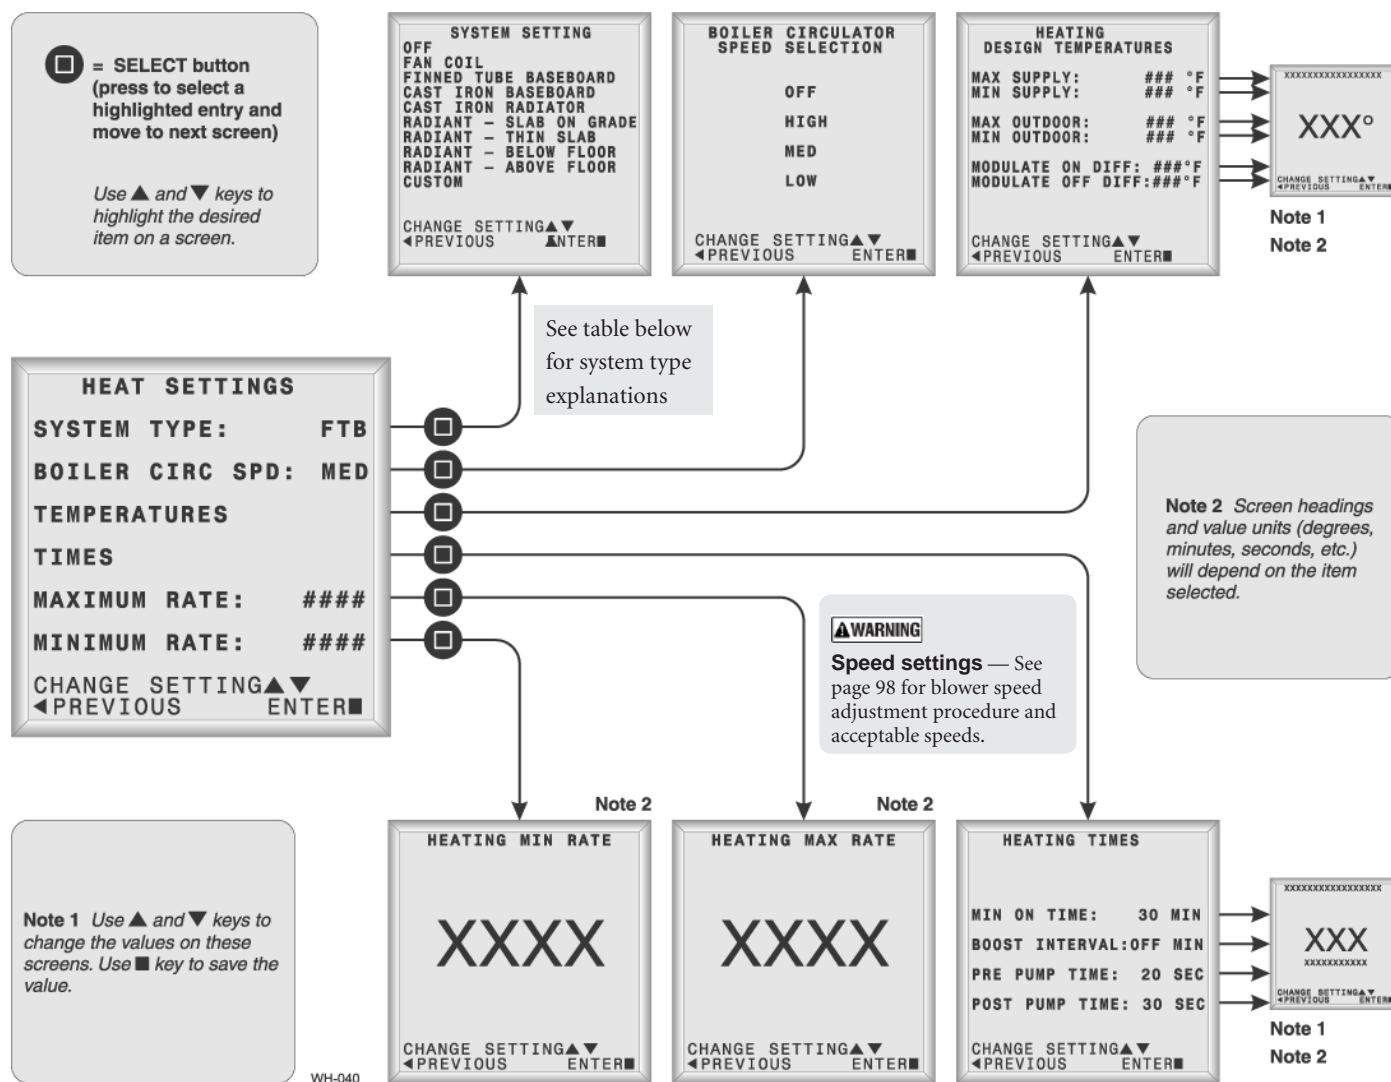 = SELECT button
(press to select a
highlighted entry and
move to next screen)
Use ▲ and ▼ keys to
highlight the desired
item on a screen.
SYSTEM SETTING
OFF
FAN COIL
FINNED TUBE BASEBOARD
CAST IRON BASEBOARD
CAST IRON RADIATOR
RADIANT – SLAB ON GRADE
RADIANT – THIN SLAB
RADIANT – BELOW FLOOR
RADIANT – ABOVE FLOOR
CUSTOM
CHANGE SETTING▲▼
◀PREVIOUS ENTER■
BOILER CIRCULATOR
SPEED SELECTION
OFF
HIGH
MED
LOW
CHANGE SETTING▲▼
◀PREVIOUS ENTER■
HEATING
DESIGN TEMPERATURES
MAX SUPPLY: ### °F
MIN SUPPLY: ### °F
MAX OUTDOOR: ### °F
MIN OUTDOOR: ### °F
MODULATE ON DIFF: ###°F
MODULATE OFF DIFF:###°F
CHANGE SETTING▲▼
◀PREVIOUS ENTER■
XXXXXXXXXXXXXXXXX
XXX°
CHANGE SETTING▲▼
◀PREVIOUS ENTER■
Note 1
Note 2
See table below
for system type
explanations
HEAT SETTINGS
SYSTEM TYPE: FTB
BOILER CIRC SPD: MED
TEMPERATURES
TIMES
MAXIMUM RATE: ####
MINIMUM RATE: ####
CHANGE SETTING▲▼
◀PREVIOUS ENTER■
Note 2 Screen headings
and value units (degrees,
minutes, seconds, etc.)
will depend on the item
selected.
WARNING
Speed settings — See
page 98 for blower speed
adjustment procedure and
acceptable speeds.
Note 1 Use ▲ and ▼ keys to
change the values on these
screens. Use ■ key to save the
value.
WH-040
Note 2
HEATING MIN RATE
XXXX
CHANGE SETTING▲▼
◀PREVIOUS ENTER■
Note 2
HEATING MAX RATE
XXXX
CHANGE SETTING▲▼
◀PREVIOUS ENTER■
HEATING TIMES
MIN ON TIME: 30 MIN
BOOST INTERVAL:OFF MIN
PRE PUMP TIME: 20 SEC
POST PUMP TIME: 30 SEC
CHANGE SETTING▲▼
◀PREVIOUS ENTER■
XXXXXXXXXXXXXXXXX
XXX
XXXXXXXXXXX
CHANGE SETTING▲▼
◀PREVIOUS ENTER■
Note 1
Note 2